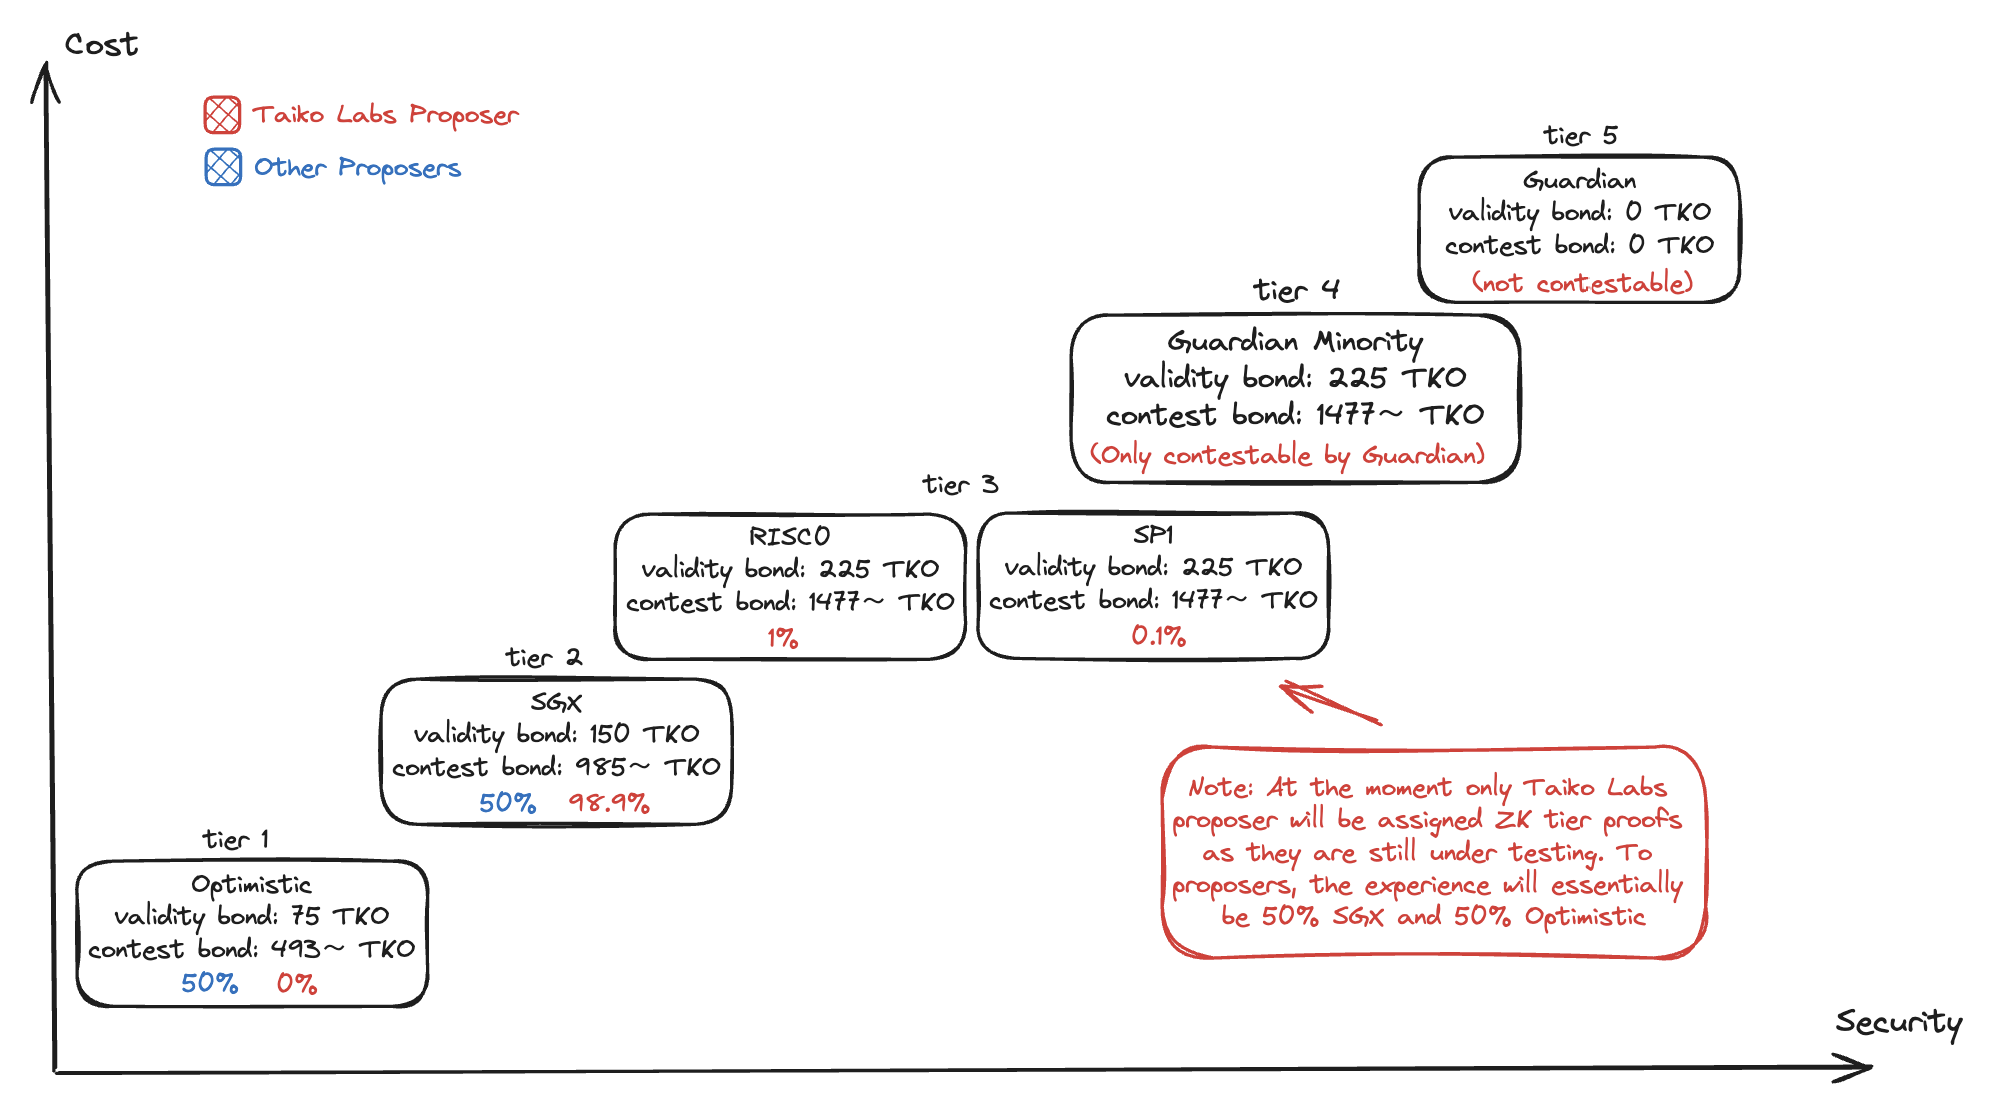 Cost
Taiko Labs Proposer
Other Proposers
tier 5
Guardian
validity bond: 0 TKO
contest bond: 0 TKO
(not contestable)
tier 4
Guardian Minority
validity bond: 225 TKO
contest bond: 1477~ TKO
(Only contestable by Guardian)
tier 3
RISC0
validity bond: 225 TKO
contest bond: 1477~ TKO
1%
SP1
validity bond: 225 TKO
contest bond: 1477~ TKO
0.1%
tier 2
SGX
validity bond: 150 TKO
contest bond: 985~ TKO
50% 98.9%
tier 1
Optimistic
validity bond: 75 TKO
contest bond: 493~ TKO
50% 0%
Note: At the moment only Taiko Labs
proposer will be assigned ZK tier proofs
as they are still under testing. To
proposers, the experience will essentially
be 50% SGX and 50% Optimistic
Security